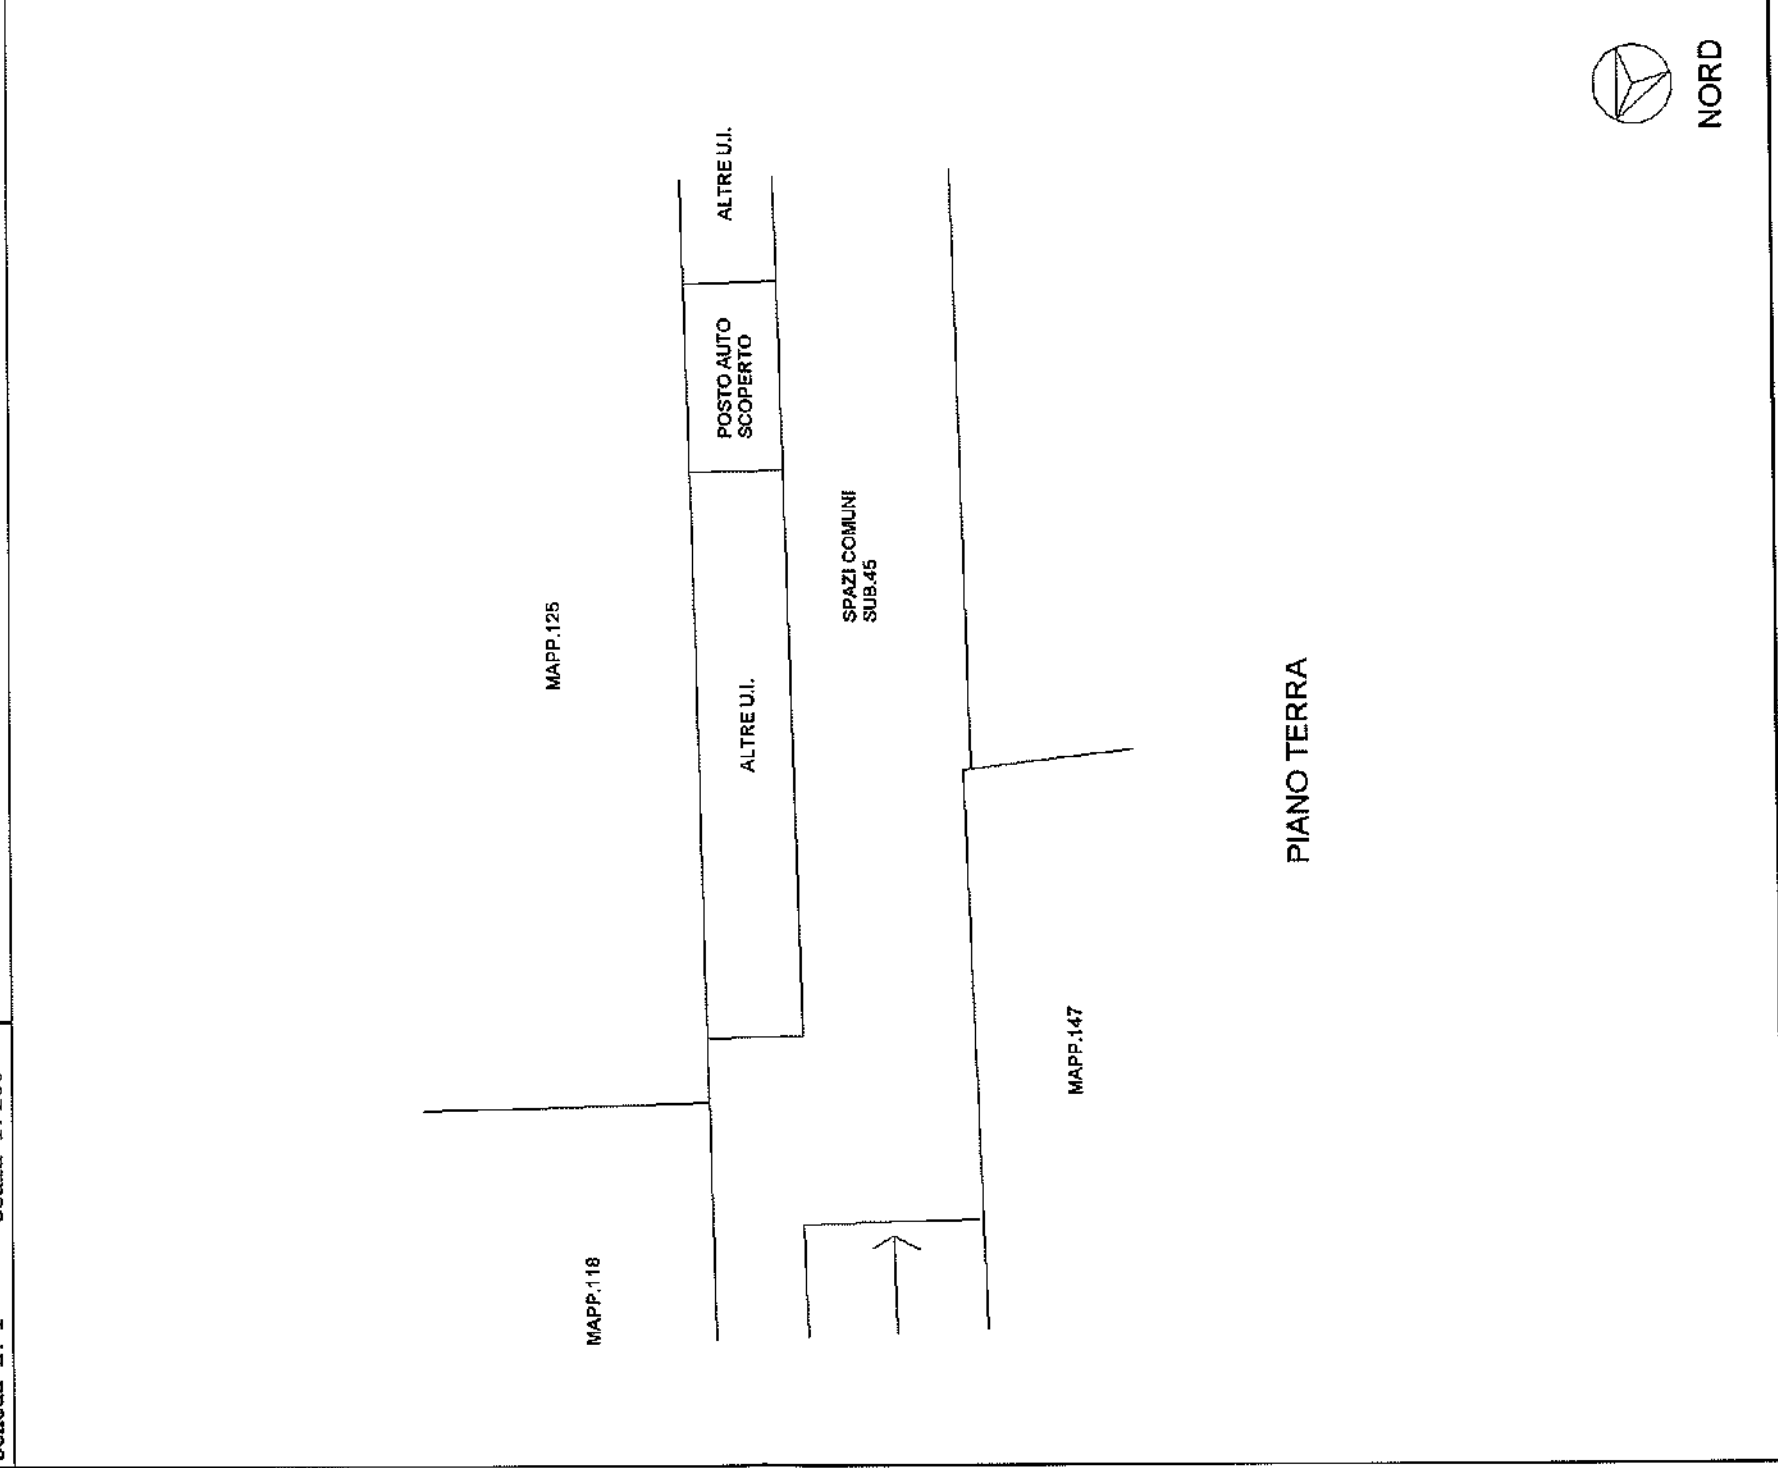 MAPP.118
MAPP.125
ALTRE U.I.
POSTO AUTO
SCOPERTO
ALTRE U.I.
SPAZI COMUNI
SUB.45
MAPP.147
PIANO TERRA
NORD